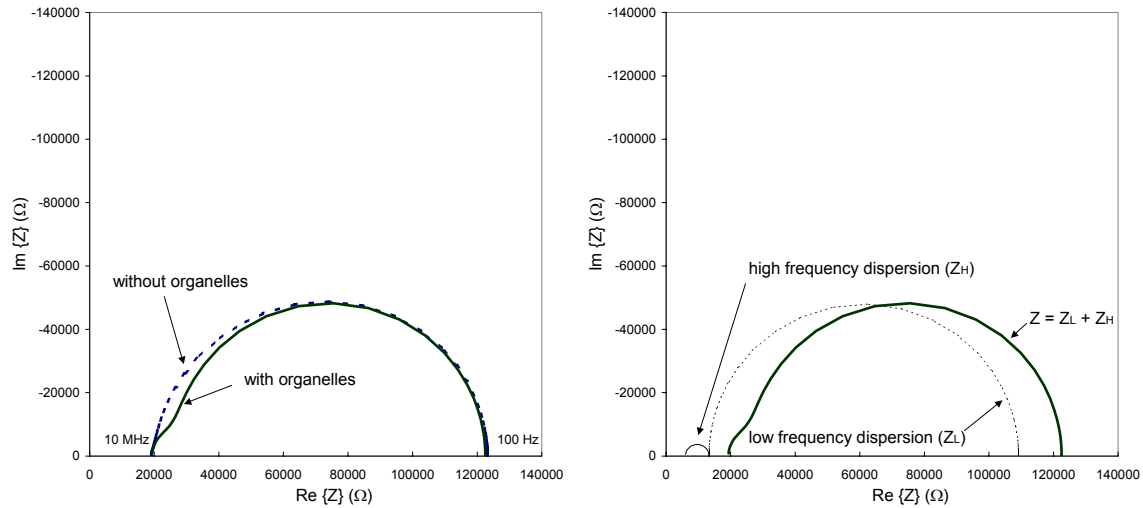 -140000
-120000
-100000
-80000
-60000
-40000
-20000
0
Im {Z} (Ω)
without organelles
with organelles
10 MHz
100 Hz
0 20000 40000 60000 80000 100000 120000 140000
Re {Z} (Ω)
-140000
-120000
-100000
-80000
-60000
-40000
-20000
0
Im {Z} (Ω)
high frequency dispersion (ZH)
Z = ZL + ZH
low frequency dispersion (ZL)
0 20000 40000 60000 80000 100000 120000 140000
Re {Z} (Ω)